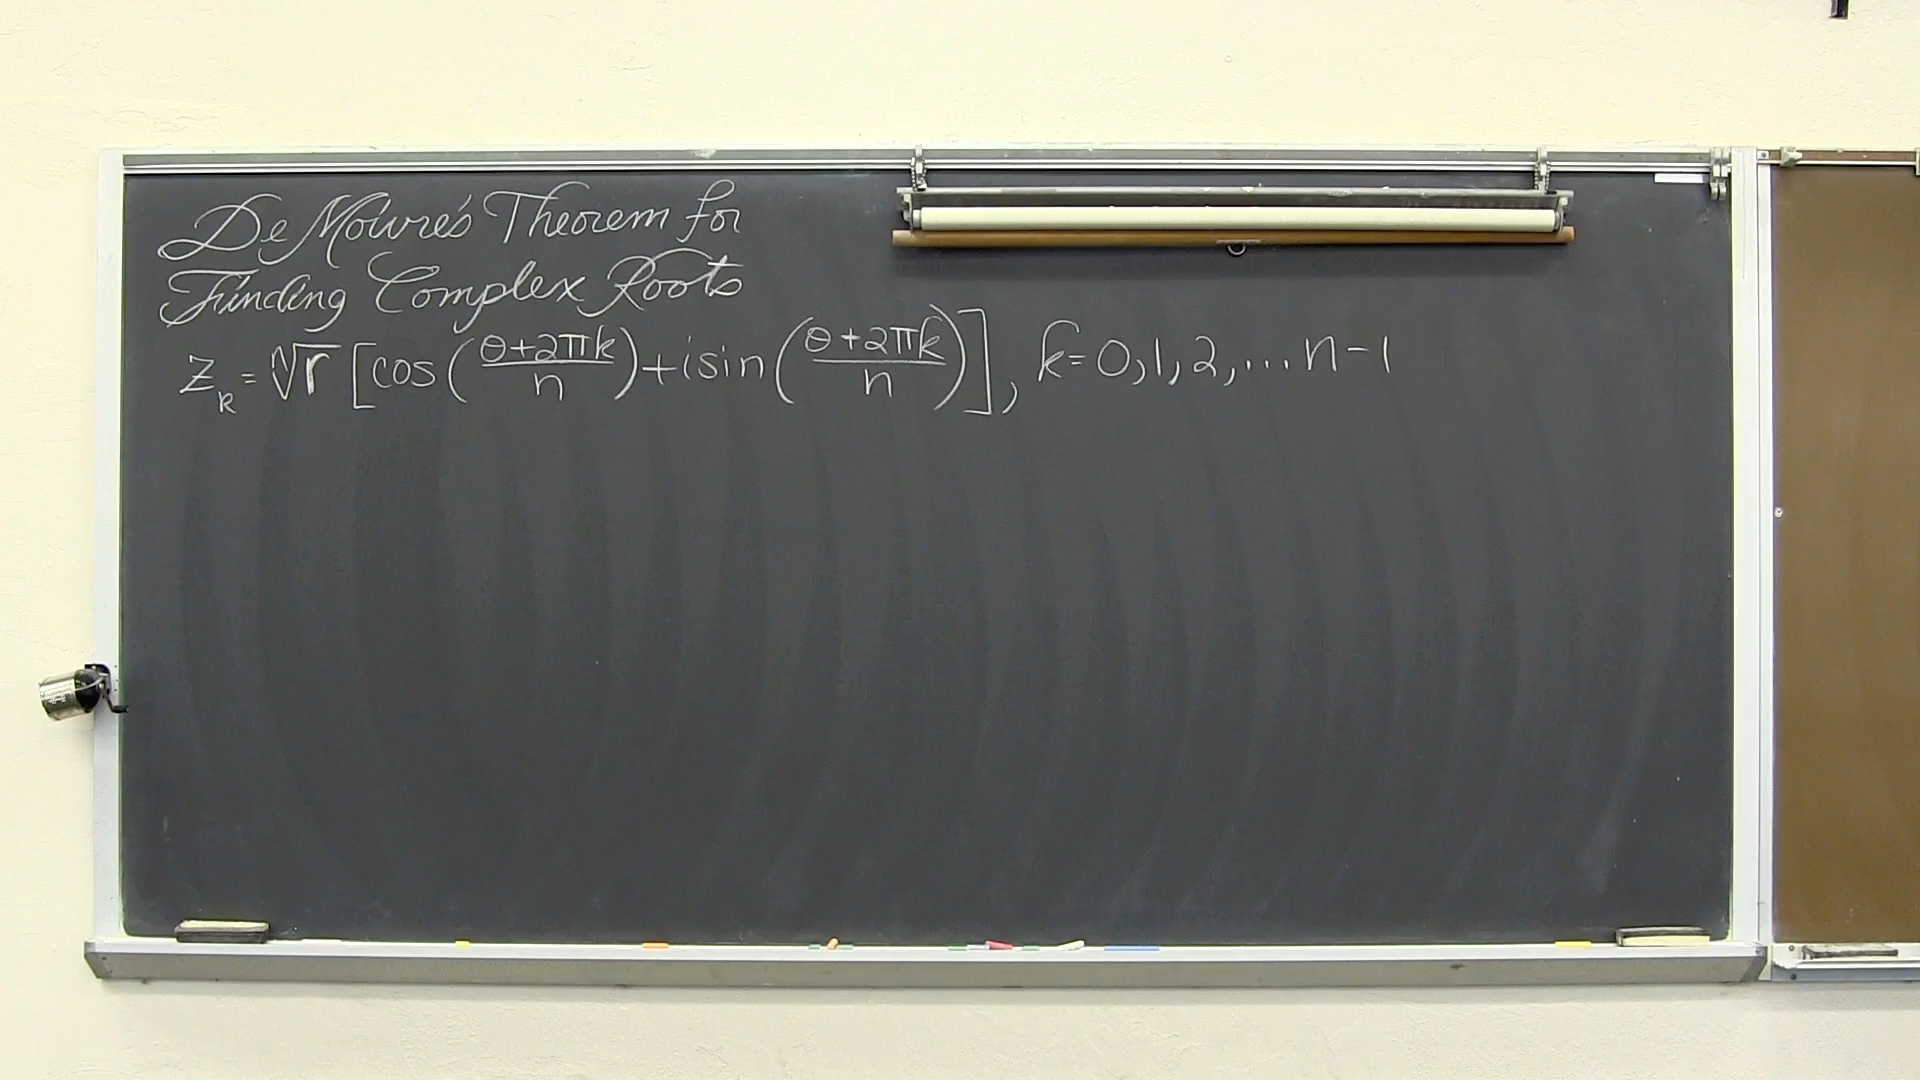 De Moivre's Theorem for
Finding Complex Roots
z_k = ⁿ√r [cos((θ+2πk)/n) + i sin((θ+2πk)/n)], k=0,1,2,...n-1